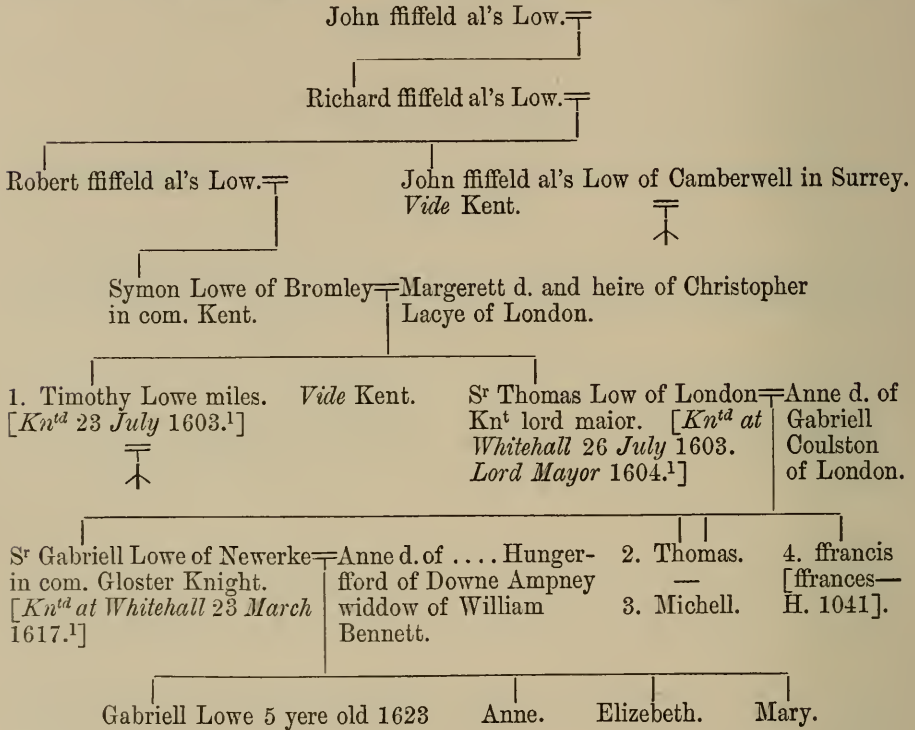 John ffiffeld al's Low.
Richard ffiffeld al's Low.
Robert ffiffeld al's Low.
John ffiffeld al's Low of Camberwell in Surrey.
Vide Kent.
Symon Lowe of Bromley
in com. Kent.
Margerett d. and heire of Christopher
Lacye of London.
1. Timothy Lowe miles.
[Knᵗᵈ 23 July 1603.¹]
Vide Kent.
Sʳ Thomas Low of London
Knᵗ lord maior. [Knᵗᵈ at
Whitehall 26 July 1603.
Lord Mayor 1604.¹]
Anne d. of
Gabriell
Coulston
of London.
Sʳ Gabriell Lowe of Newerke
in com. Gloster Knight.
[Knᵗᵈ at Whitehall 23 March
1617.¹]
Anne d. of .... Hunger-
fford of Downe Ampney
widdow of William
Bennett.
2. Thomas.
—
3. Michell.
4. ffrancis
[ffrances—
H. 1041].
Gabriell Lowe 5 yere old 1623
Anne.
Elizebeth.
Mary.